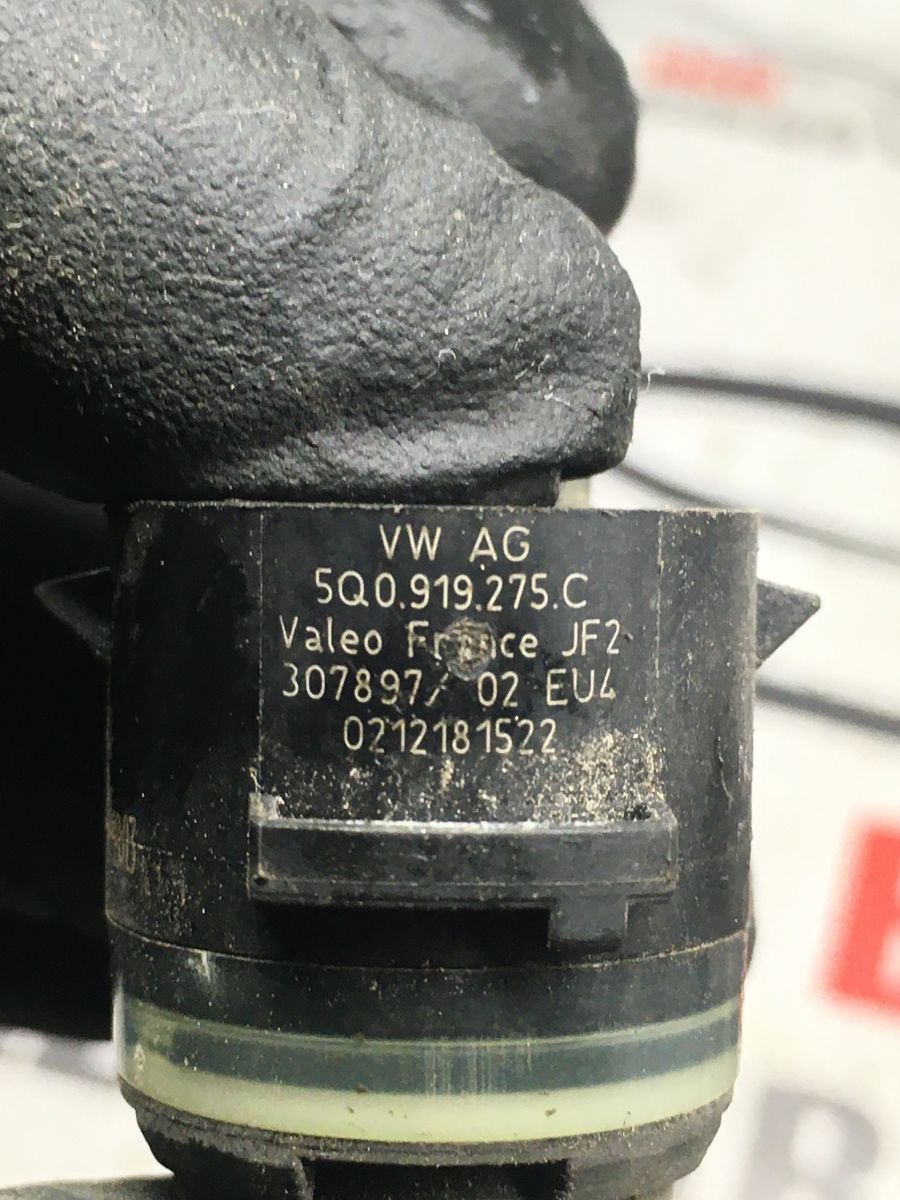 VW AG
5Q0.919.275.C
Valeo France JF2
307897/ 02 EU4
0212181522